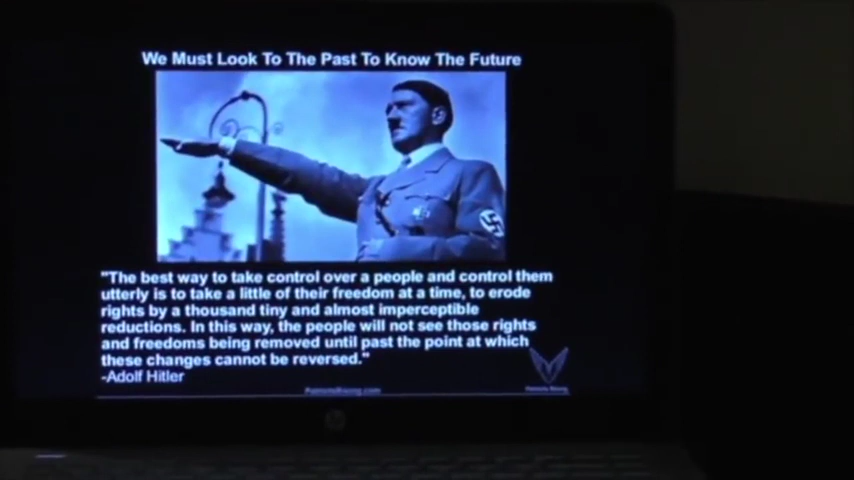 We Must Look To The Past To Know The Future
"The best way to take control over a people and control them
utterly is to take a little of their freedom at a time, to erode
rights by a thousand tiny and almost imperceptible
reductions. In this way, the people will not see those rights
and freedoms being removed until past the point at which
these changes cannot be reversed."
-Adolf Hitler
hp